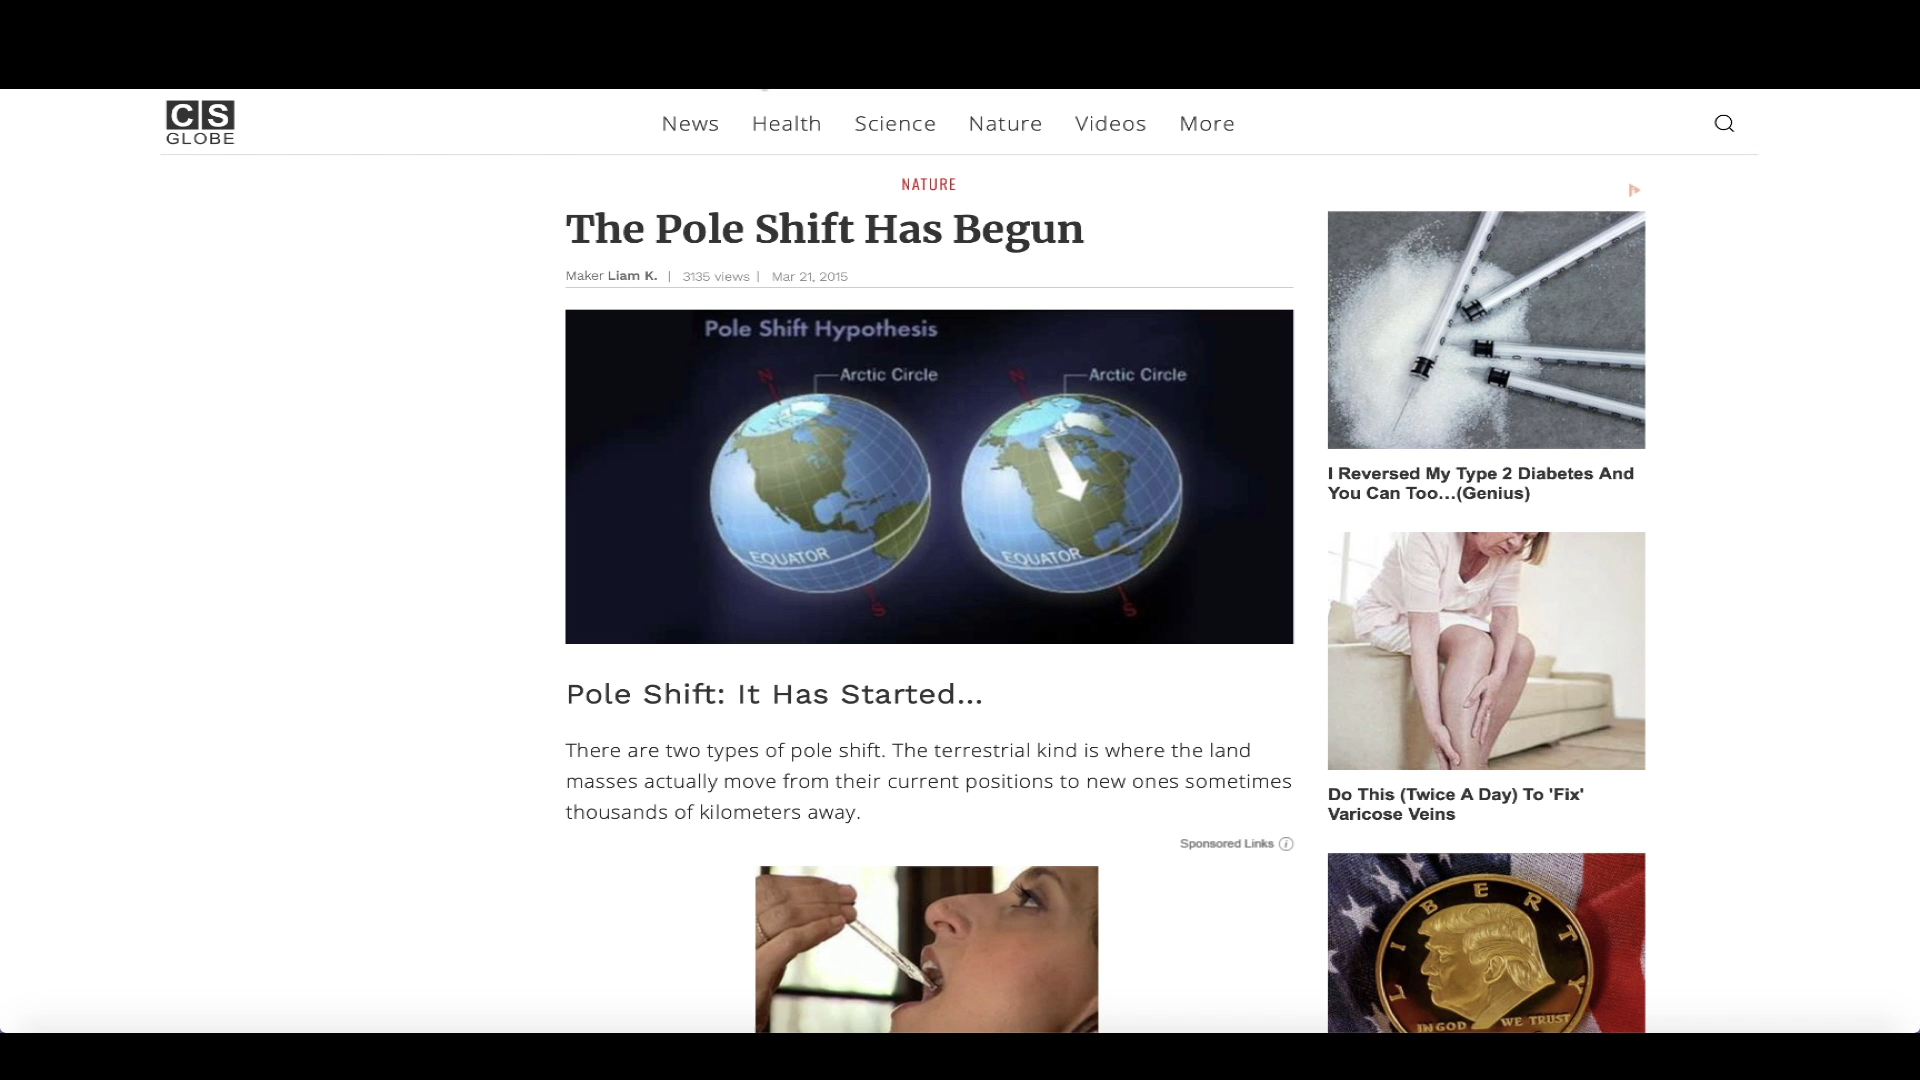 CS
GLOBE
News Health Science Nature Videos More
NATURE
The Pole Shift Has Begun
Maker Liam K. | 3135 views | Mar 21, 2015
Pole Shift Hypothesis
N Arctic Circle
N Arctic Circle
EQUATOR
EQUATOR
S
S
Pole Shift: It Has Started...
There are two types of pole shift. The terrestrial kind is where the land
masses actually move from their current positions to new ones sometimes
thousands of kilometers away.
Sponsored Links
I Reversed My Type 2 Diabetes And
You Can Too...(Genius)
Do This (Twice A Day) To 'Fix'
Varicose Veins
LIBERTY
IN GOD WE TRUST